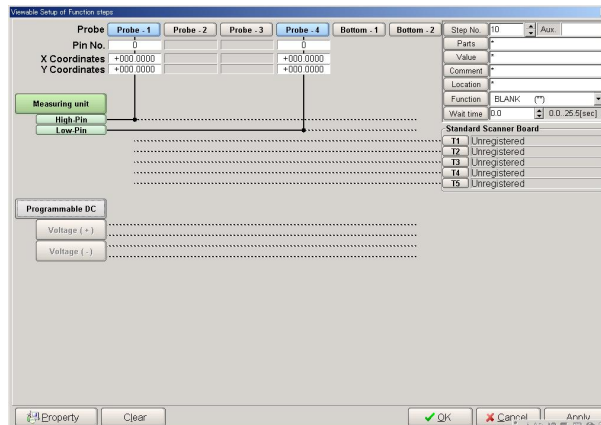 Viewable Setup of Function steps
Probe Probe - 1 Probe - 2 Probe - 3 Probe - 4 Bottom - 1 Bottom - 2
Pin No. 0 0
X Coordinates +000.0000 +000.0000
Y Coordinates +000.0000 +000.0000
Measuring unit
High-Pin
Low-Pin
Programmable DC
Voltage ( + )
Voltage ( - )
Step No. 10 Aux.
Parts *
Value *
Comment *
Location *
Function BLANK ("")
Wait time 0.0 0.0..25.5[sec]
Standard Scanner Board
T1 Unregistered
T2 Unregistered
T3 Unregistered
T4 Unregistered
T5 Unregistered
Property Clear OK Cancel Apply